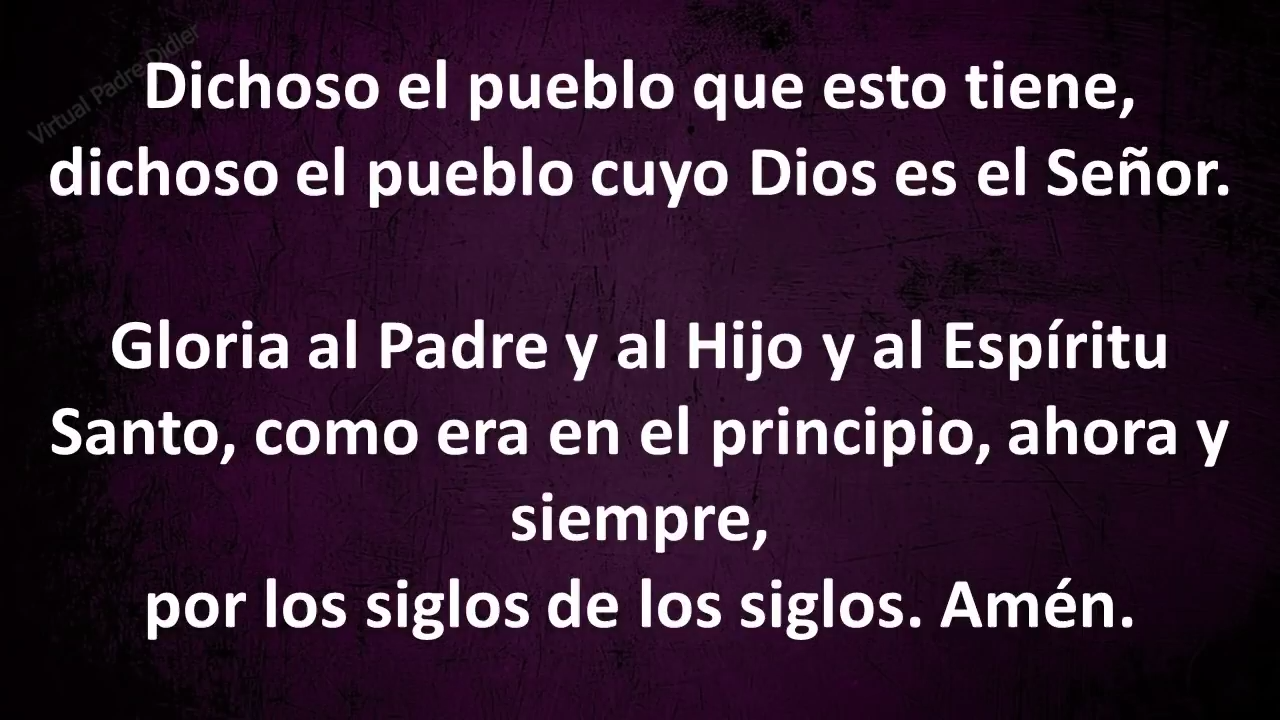 Virtual Padre Didier
Dichoso el pueblo que esto tiene,
dichoso el pueblo cuyo Dios es el Señor.
Gloria al Padre y al Hijo y al Espíritu
Santo, como era en el principio, ahora y
siempre,
por los siglos de los siglos. Amén.